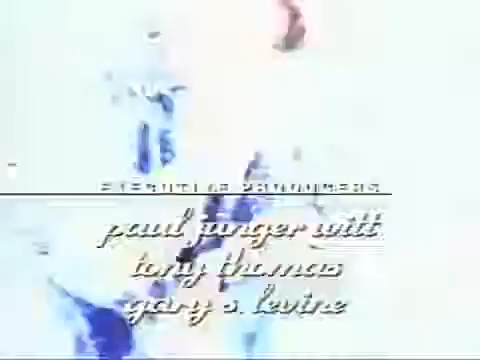 EXECUTIVE PRODUCERS
paul junger witt
tony thomas
gary s. levine